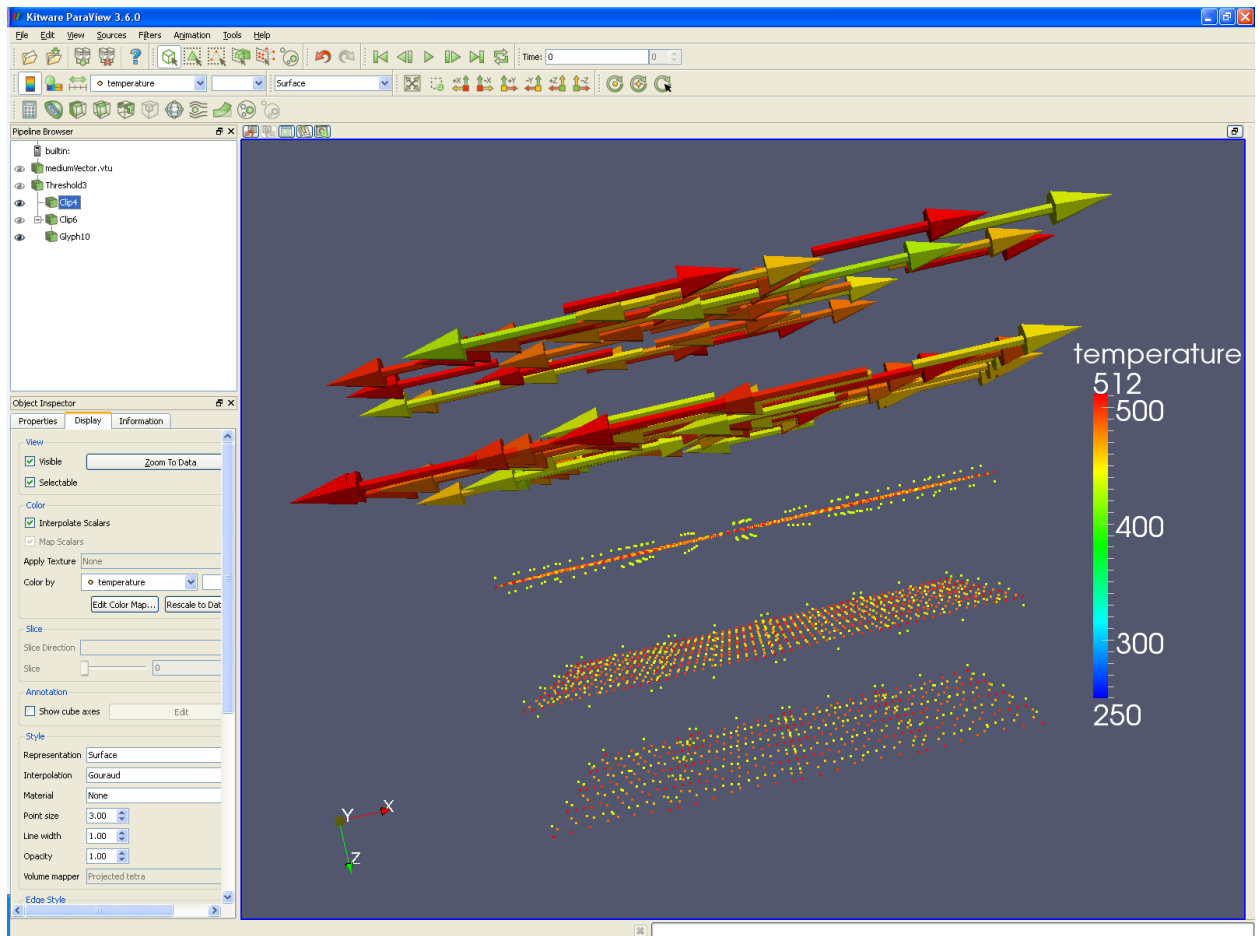 Kitware ParaView 3.6.0
File Edit View Sources Filters Animation Tools Help
Time: 0 0
temperature Surface
+X -X +Y -Y +Z -Z
Pipeline Browser
builtin:
mediumVector.vtu
Threshold3
Clip4
Clip6
Glyph10
Object Inspector
Properties Display Information
View
Visible Zoom To Data
Selectable
Color
Interpolate Scalars
Map Scalars
Apply Texture None
Color by temperature
Edit Color Map... Rescale to Dat
Slice
Slice Direction
Slice 0
Annotation
Show cube axes Edit
Style
Representation Surface
Interpolation Gouraud
Material None
Point size 3.00
Line width 1.00
Opacity 1.00
Volume mapper Projected tetra
Edge Style
temperature
512
500
400
300
250
Y X
Z